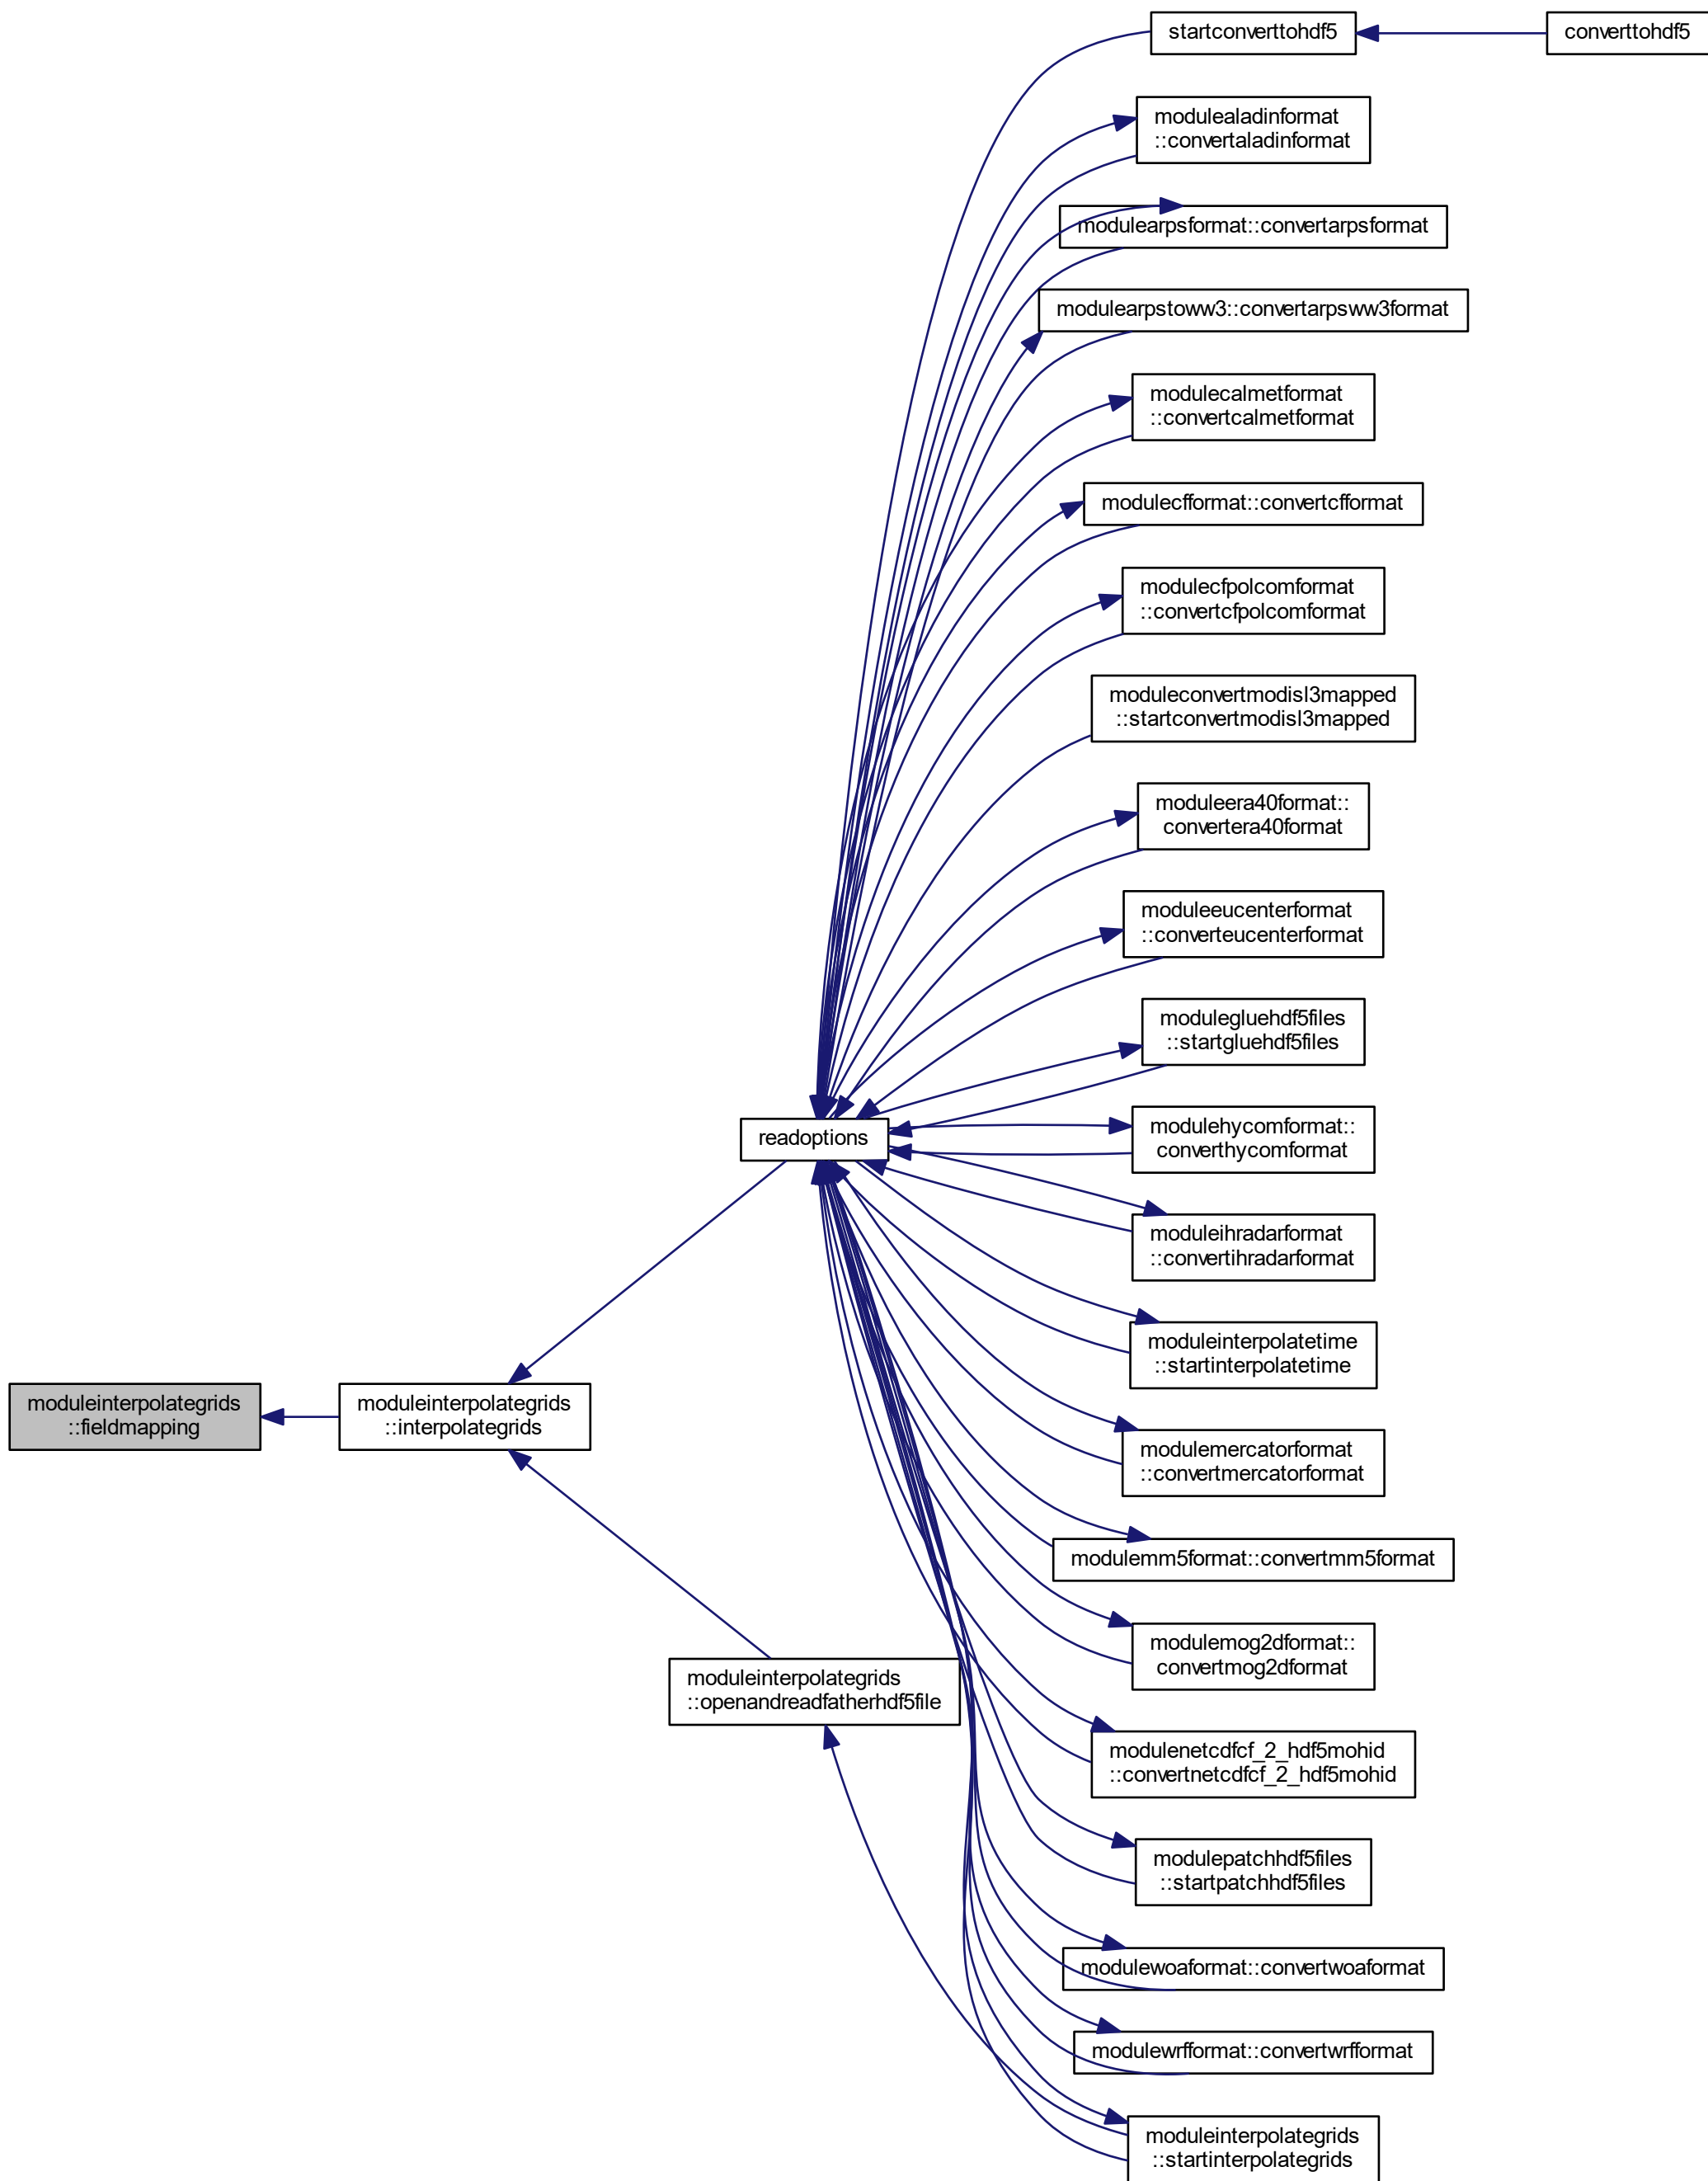 startconverttohdf5
converttohdf5
modulealadinformat
::convertaladinformat
modulearpsformat::convertarpsformat
modulearpstoww3::convertarpsww3format
modulecalmetformat
::convertcalmetformat
modulecfformat::convertcfformat
modulecfpolcomformat
::convertcfpolcomformat
moduleconvertmodisl3mapped
::startconvertmodisl3mapped
moduleera40format::
convertera40format
moduleeucenterformat
::converteucenterformat
modulegluehdf5files
::startgluehdf5files
readoptions
modulehycomformat::
converthycomformat
moduleihradarformat
::convertihradarformat
moduleinterpolatetime
::startinterpolatetime
moduleinterpolategrids
::fieldmapping
moduleinterpolategrids
::interpolategrids
modulemercatorformat
::convertmercatorformat
modulemm5format::convertmm5format
modulemog2dformat::
convertmog2dformat
moduleinterpolategrids
::openandreadfatherhdf5file
modulenetcdfcf_2_hdf5mohid
::convertnetcdfcf_2_hdf5mohid
modulepatchhdf5files
::startpatchhdf5files
modulewoaformat::convertwoaformat
modulewrfformat::convertwrfformat
moduleinterpolategrids
::startinterpolategrids